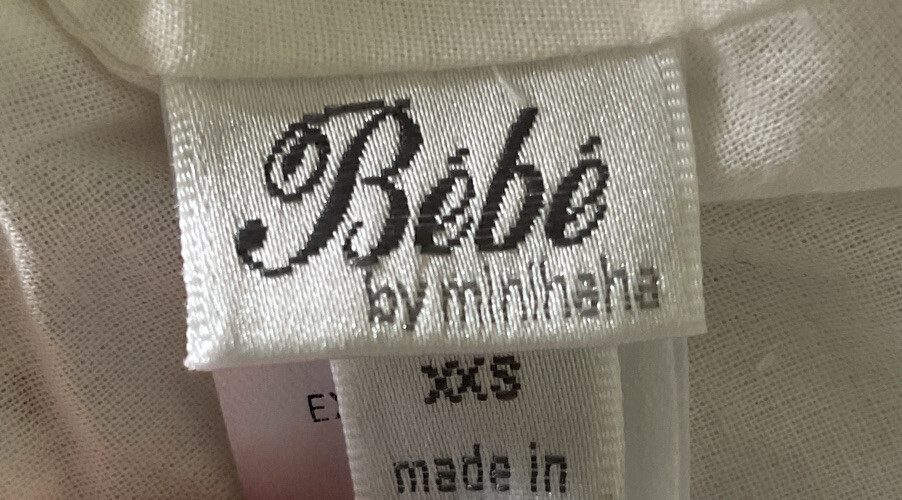 Bébé
by minihaha
xxs
made in